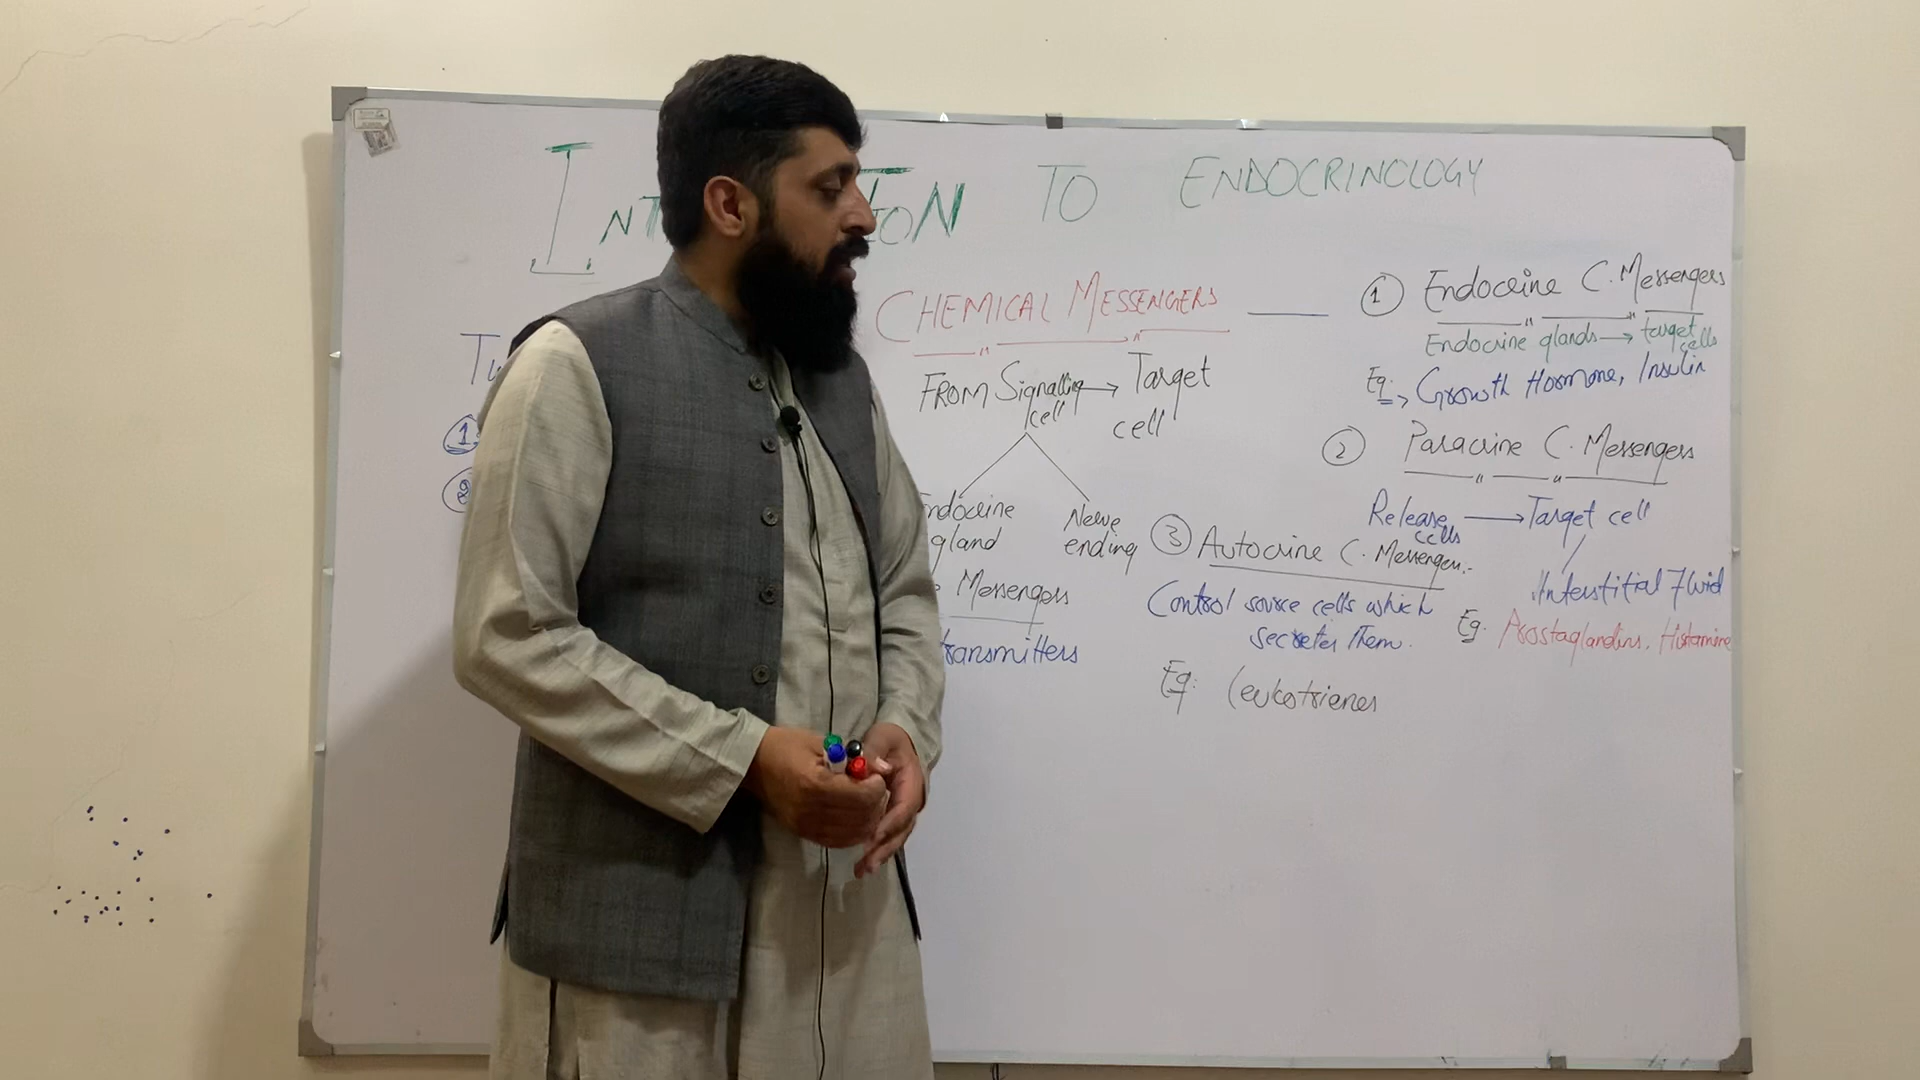 TO ENDOCRINOLOGY
CHEMICAL MESSENGERS
FROM Signalling cell → Target cell
Endocrine gland
Nerve ending
Messengers
transmitters
① Endocrine C. Messengers
Endocrine glands → target cells
Eg: → Growth Hormone, Insulin
② Paracrine C. Messengers
Release cells → Target cell
Interstitial Fluid
Eg. Prostaglandins, Histamine
③ Autocrine C. Messengers.
Control source cells which
secretes them.
Eg: Leukotrienes
①
②